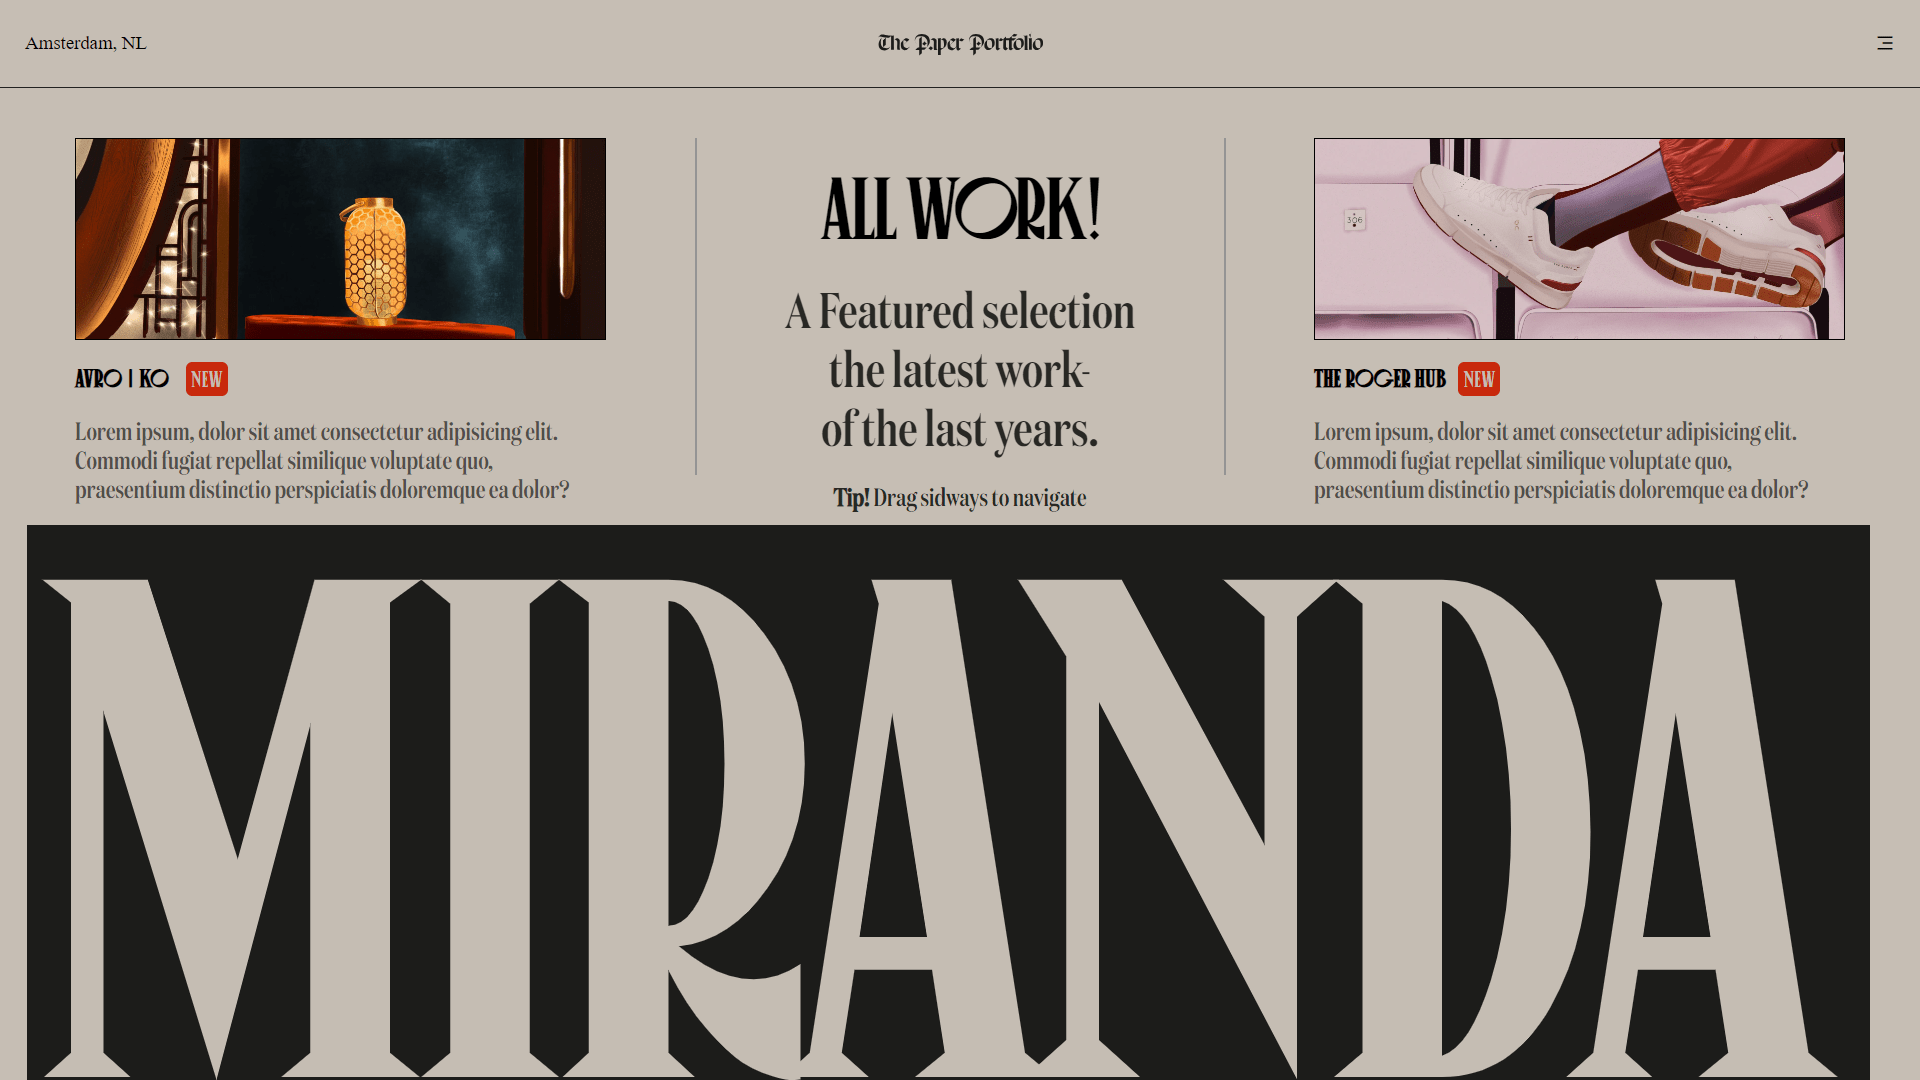 Amsterdam, NL
The Paper Portfolio
ALL WORK!
A Featured selection
the latest work-
of the last years.
Tip! Drag sidways to navigate
AVRO | KO NEW
Lorem ipsum, dolor sit amet consectetur adipisicing elit.
Commodi fugiat repellat similique voluptate quo,
praesentium distinctio perspiciatis doloremque ea dolor?
306
THE ROGER HUB NEW
Lorem ipsum, dolor sit amet consectetur adipisicing elit.
Commodi fugiat repellat similique voluptate quo,
praesentium distinctio perspiciatis doloremque ea dolor?
MIRANDA